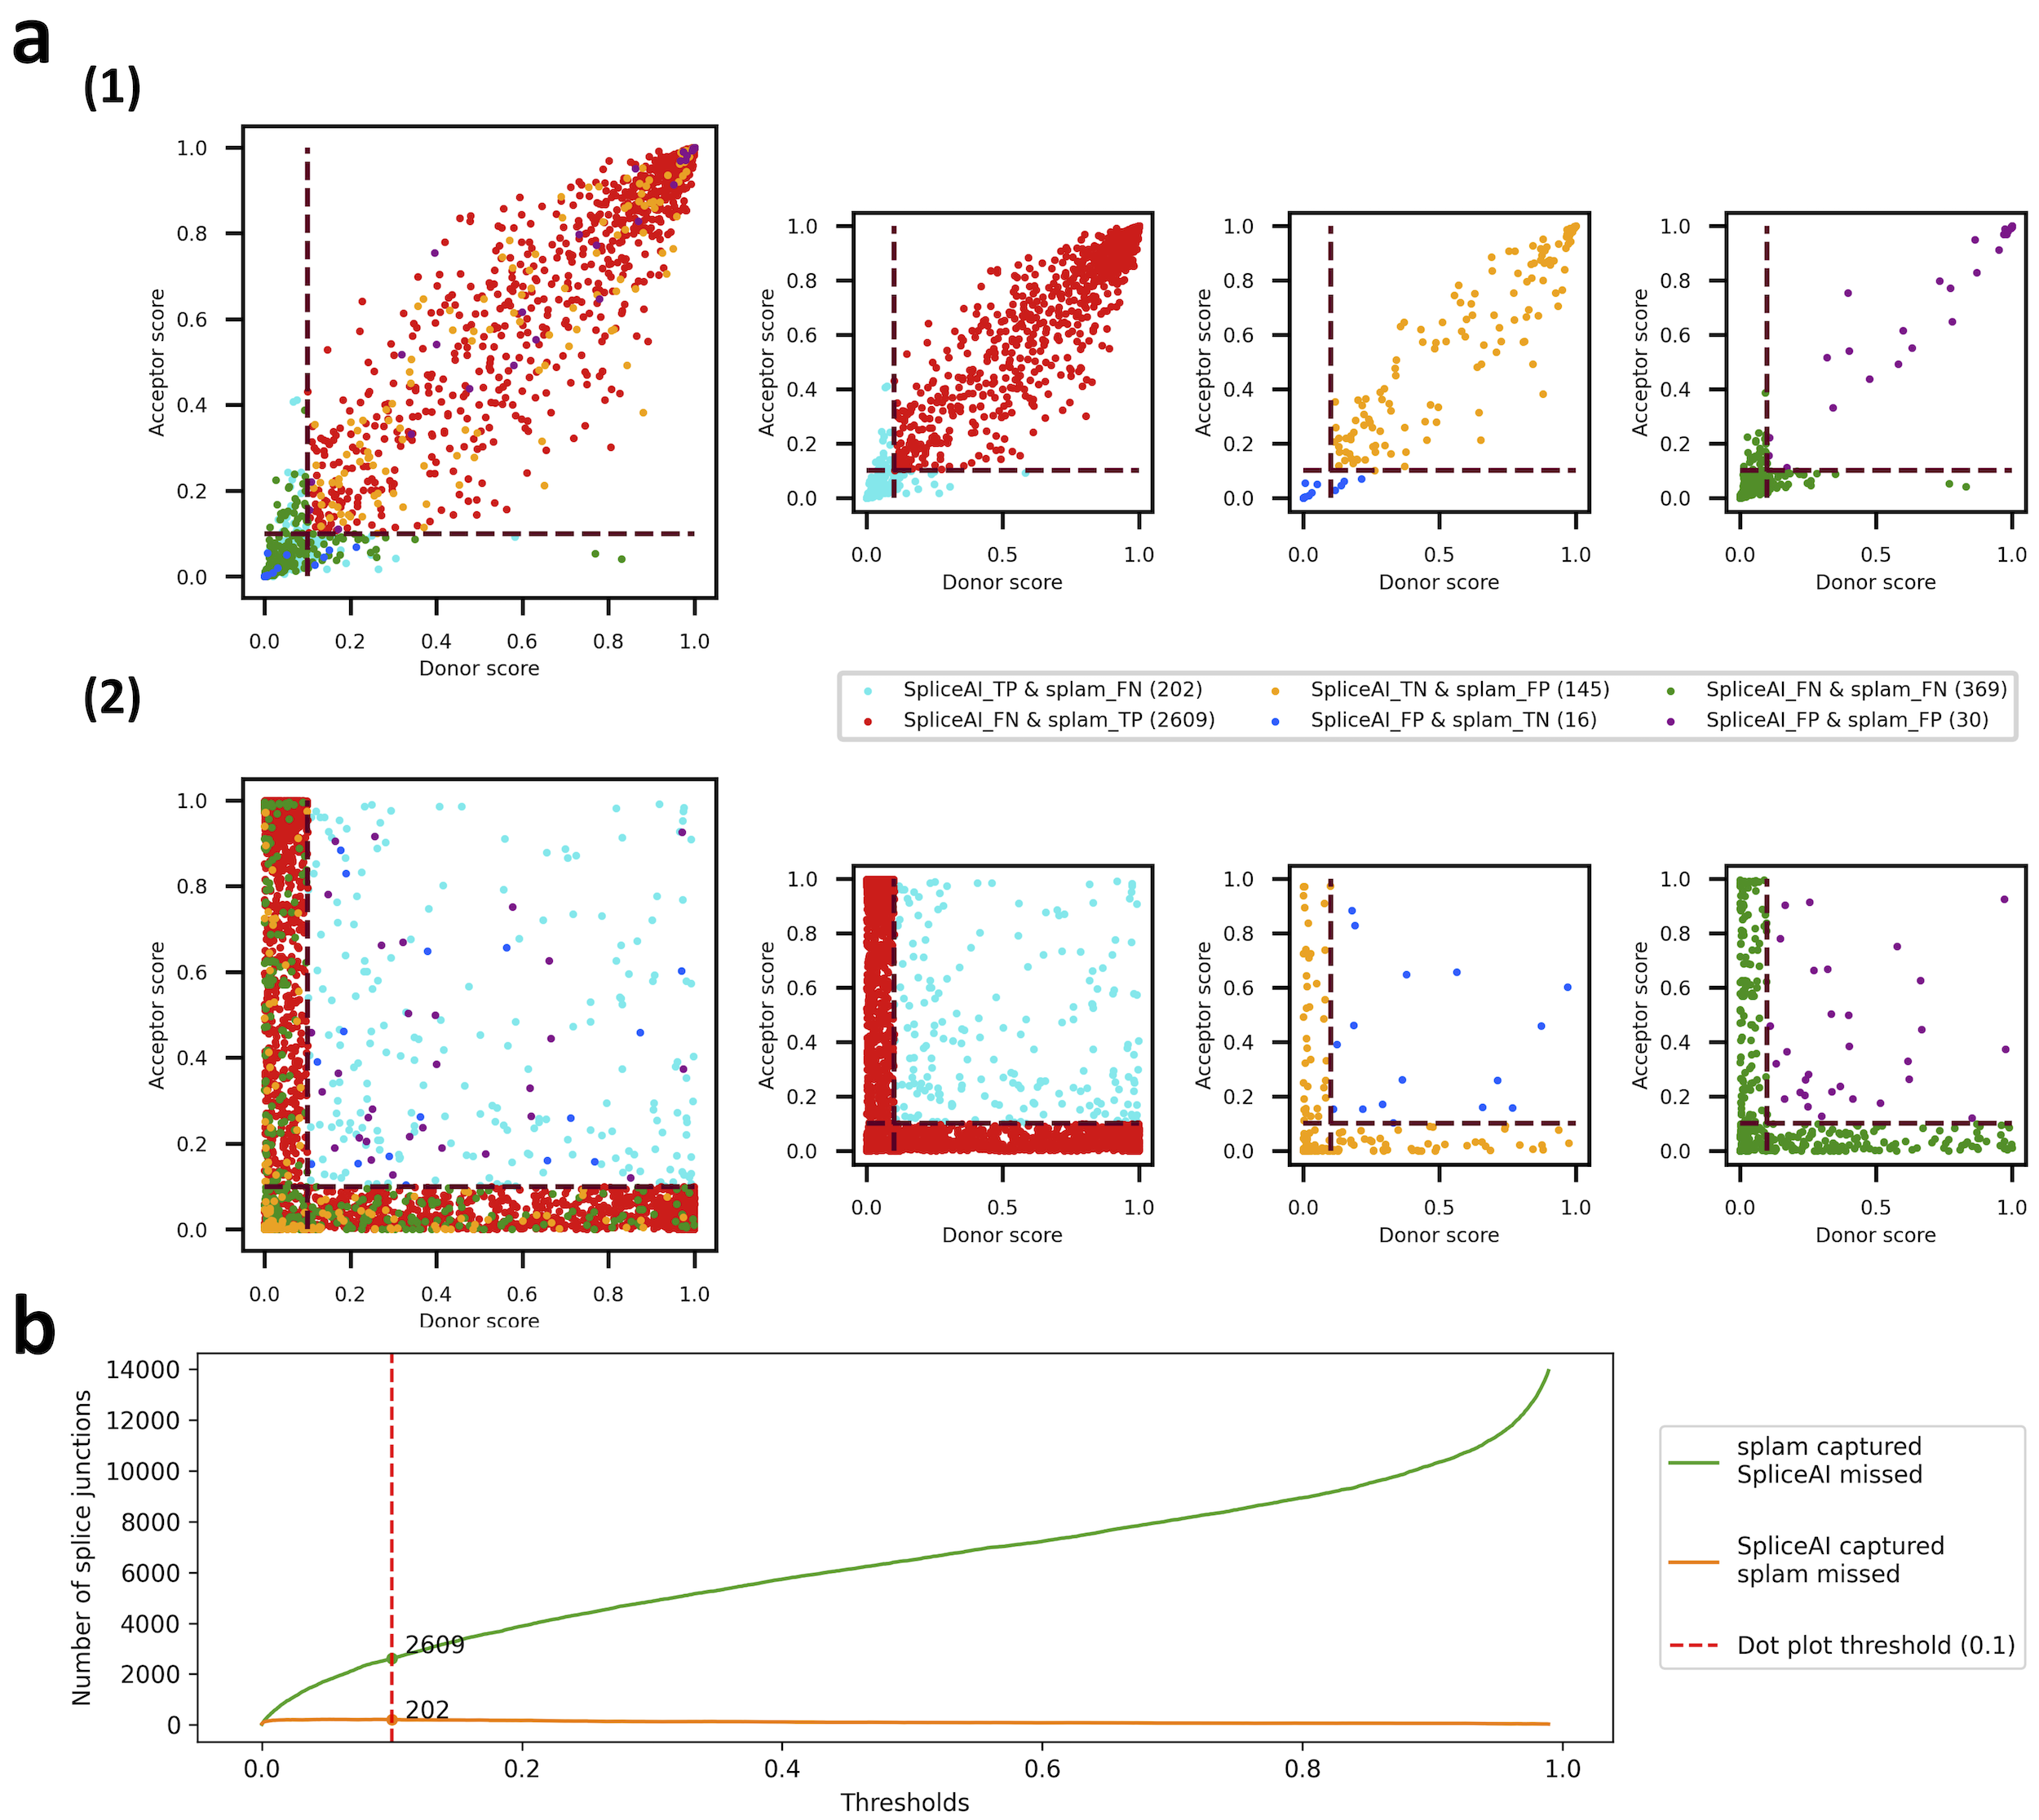 a
(1)
1.0
0.8
0.6
0.4
0.2
0.0
Acceptor score
0.0 0.2 0.4 0.6 0.8 1.0
Donor score
1.0
0.8
0.6
0.4
0.2
0.0
Acceptor score
0.0 0.5 1.0
Donor score
1.0
0.8
0.6
0.4
0.2
0.0
Acceptor score
0.0 0.5 1.0
Donor score
1.0
0.8
0.6
0.4
0.2
0.0
Acceptor score
0.0 0.5 1.0
Donor score
SpliceAI_TP & splam_FN (202)
SpliceAI_FN & splam_TP (2609)
SpliceAI_TN & splam_FP (145)
SpliceAI_FP & splam_TN (16)
SpliceAI_FN & splam_FN (369)
SpliceAI_FP & splam_FP (30)
(2)
1.0
0.8
0.6
0.4
0.2
0.0
Acceptor score
0.0 0.2 0.4 0.6 0.8 1.0
Donor score
1.0
0.8
0.6
0.4
0.2
0.0
Acceptor score
0.0 0.5 1.0
Donor score
1.0
0.8
0.6
0.4
0.2
0.0
Acceptor score
0.0 0.5 1.0
Donor score
1.0
0.8
0.6
0.4
0.2
0.0
Acceptor score
0.0 0.5 1.0
Donor score
b
14000
12000
10000
8000
6000
4000
2000
0
Number of splice junctions
2609
202
0.0 0.2 0.4 0.6 0.8 1.0
Thresholds
splam captured
SpliceAI missed
SpliceAI captured
splam missed
Dot plot threshold (0.1)